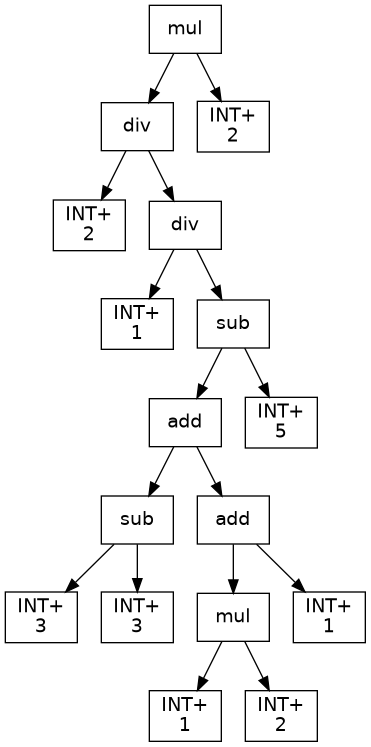 mul
div
INT+
2
INT+
2
div
INT+
1
sub
add
INT+
5
sub
add
INT+
3
INT+
3
mul
INT+
1
INT+
1
INT+
2